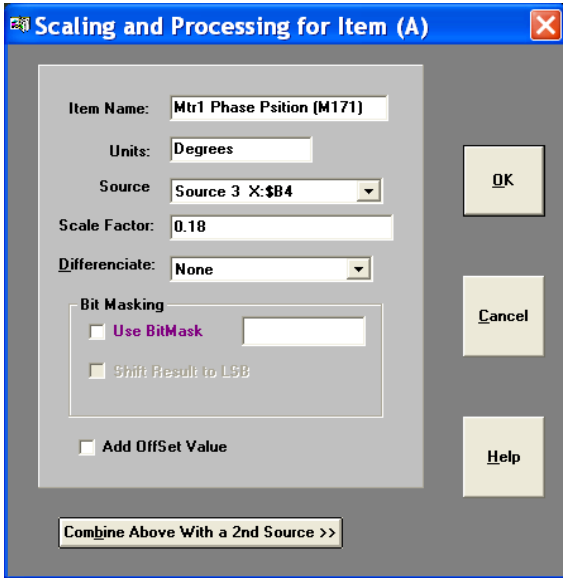 Scaling and Processing for Item (A)
Item Name: Mtr1 Phase Psition (M171)
Units: Degrees
Source Source 3 X:$B4
OK
Scale Factor: 0.18
Differenciate: None
Bit Masking
Use BitMask
Cancel
Shift Result to LSB
Add OffSet Value
Help
Combine Above With a 2nd Source >>